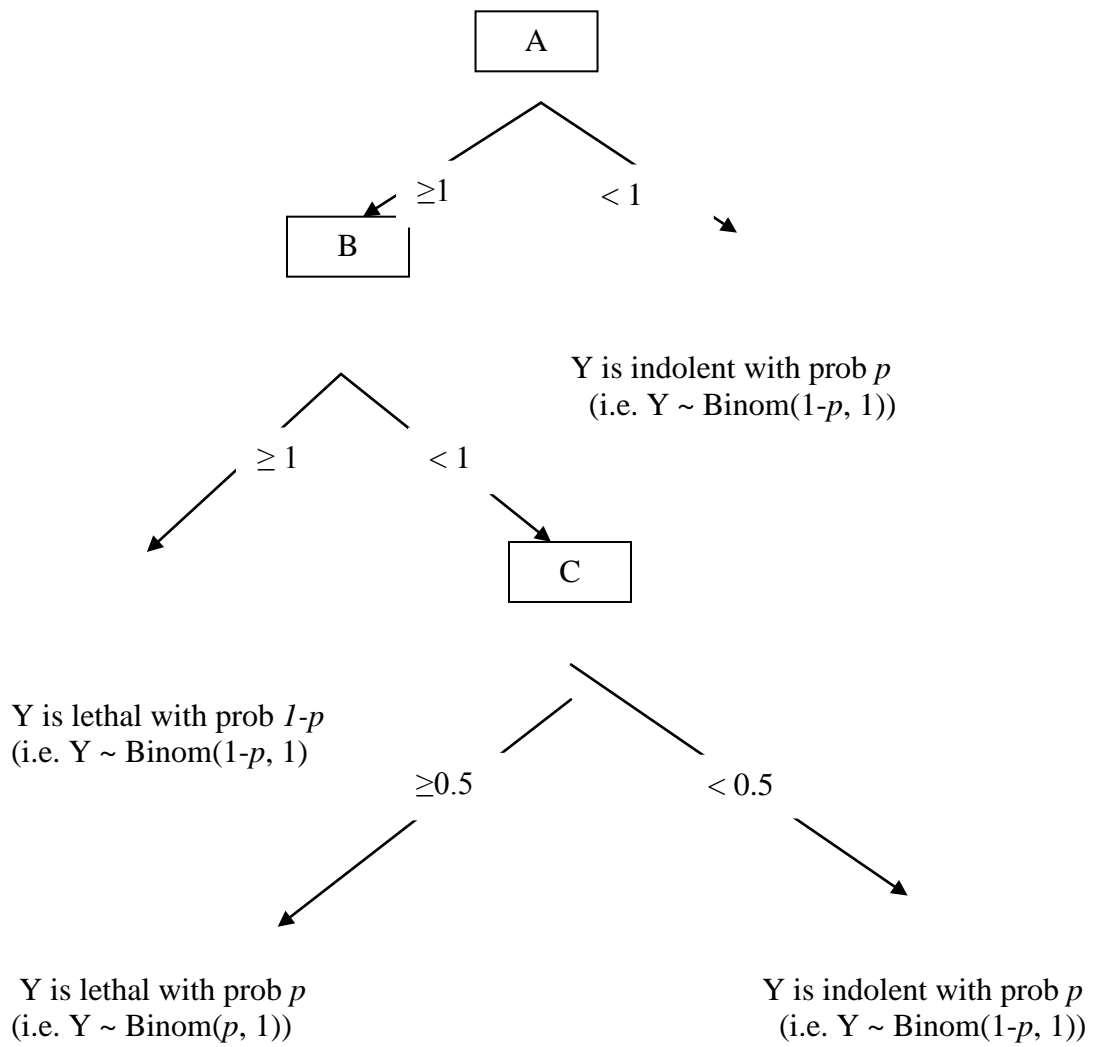 A
≥1
< 1
B
Y is indolent with prob p
(i.e. Y ~ Binom(1-p, 1))
≥ 1
< 1
C
Y is lethal with prob 1-p
(i.e. Y ~ Binom(1-p, 1)
≥0.5
< 0.5
Y is lethal with prob p
(i.e. Y ~ Binom(p, 1))
Y is indolent with prob p
(i.e. Y ~ Binom(1-p, 1))